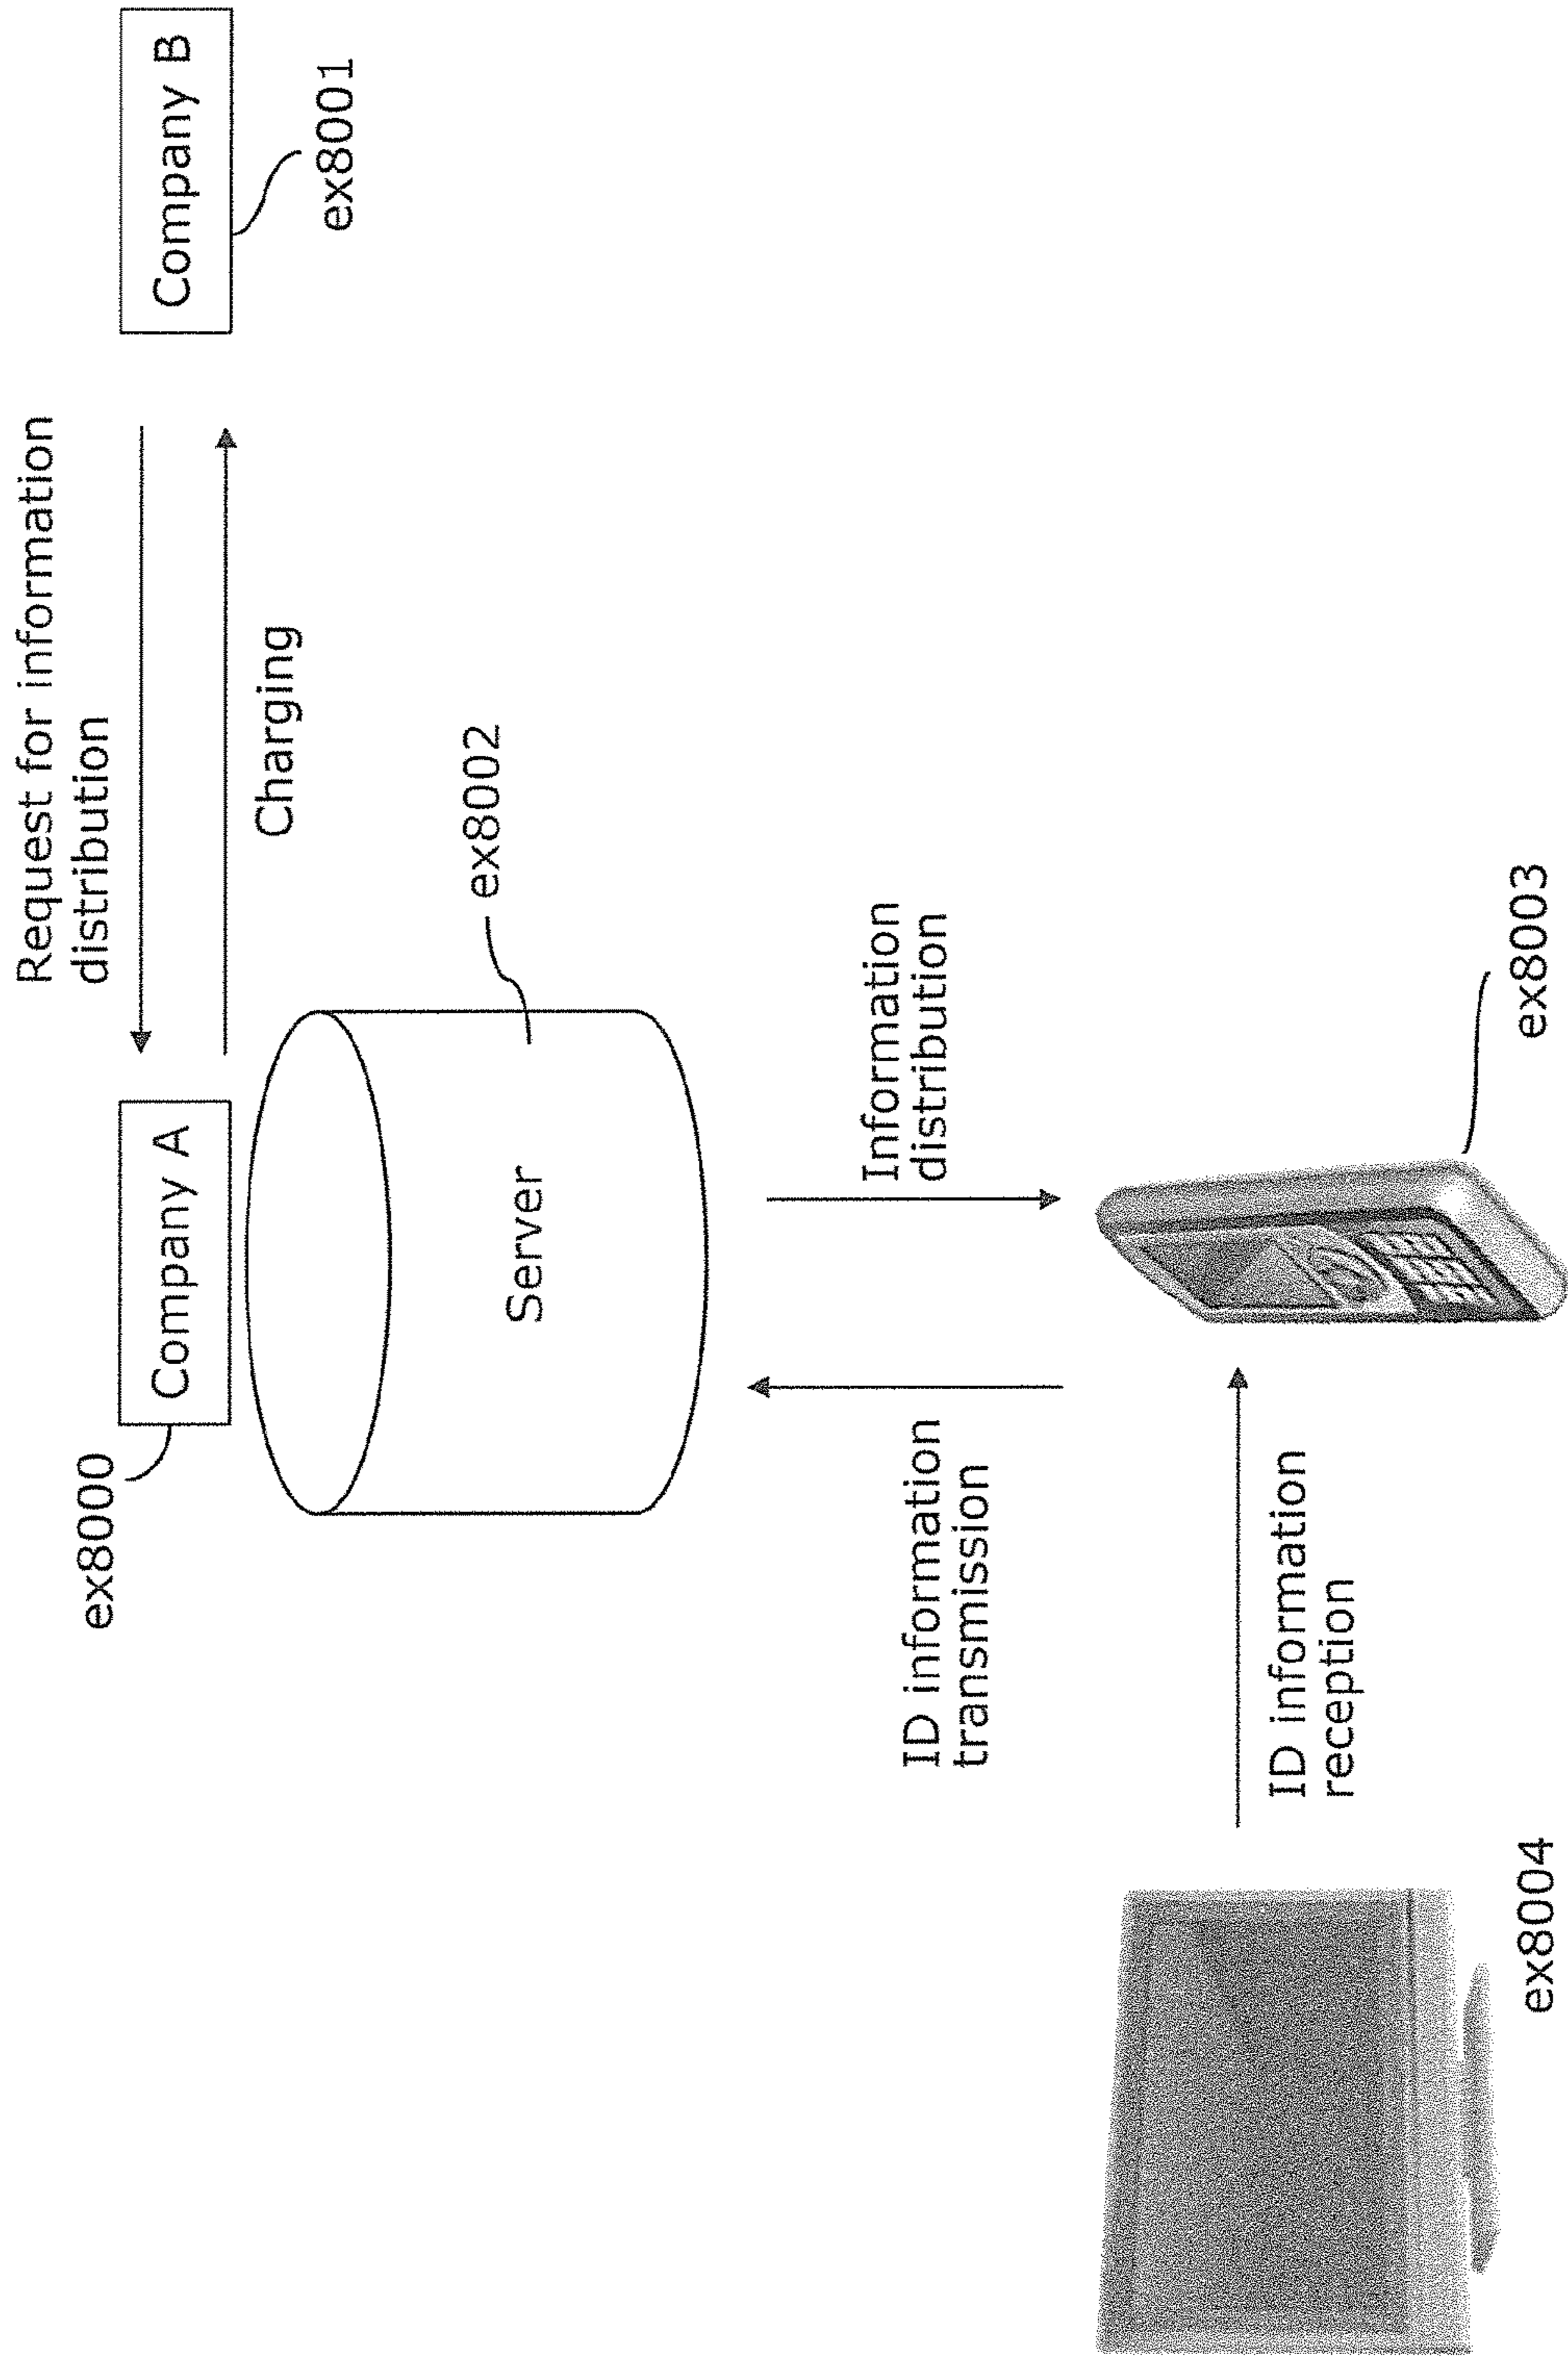 Request for information
distribution
ex8000
Company A
Company B
Charging
ex8001
ex8002
Server
ID information
transmission
Information
distribution
ID information
reception
ex8004
ex8003